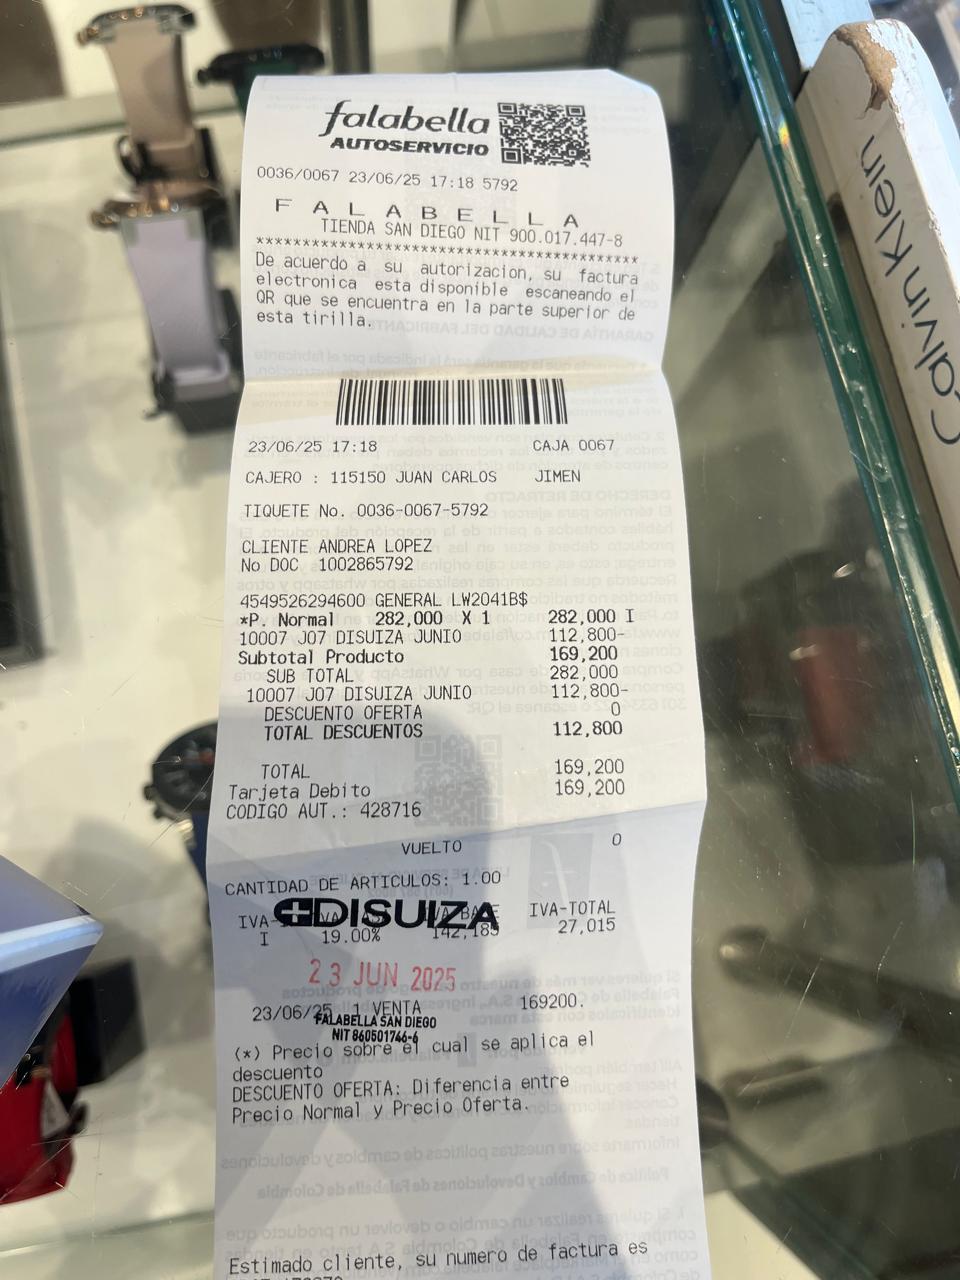 falabella
AUTOSERVICIO
0036/0067 23/06/25 17:18 5792
F A L A B E L L A
TIENDA SAN DIEGO NIT 900.017.447-8
******************************************
De acuerdo a su autorizacion, su factura
electronica esta disponible escaneando el
QR que se encuentra en la parte superior de
esta tirilla.
23/06/25 17:18 CAJA 0067
CAJERO : 115150 JUAN CARLOS JIMEN
TIQUETE No. 0036-0067-5792
CLIENTE ANDREA LOPEZ
No DOC 1002865792
4549526294600 GENERAL LW2041B$
*P. Normal 282,000 X 1 282,000 I
10007 J07 DISUIZA JUNIO 112,800-
Subtotal Producto 169,200
SUB TOTAL 282,000
10007 J07 DISUIZA JUNIO 112,800-
DESCUENTO OFERTA 0
TOTAL DESCUENTOS 112,800
TOTAL 169,200
Tarjeta Debito 169,200
CODIGO AUT.: 428716
VUELTO 0
CANTIDAD DE ARTICULOS: 1.00
DISUIZA
IVA-TOTAL
I 19.00% 142,185 27,015
23 JUN 2025
23/06/25 1 VENTA 169200.
FALABELLA SAN DIEGO
NIT 860501746-6
(*) Precio sobre el cual se aplica el
descuento
DESCUENTO OFERTA: Diferencia entre
Precio Normal y Precio Oferta.
Estimado cliente, su numero de factura es
Calvin Klein